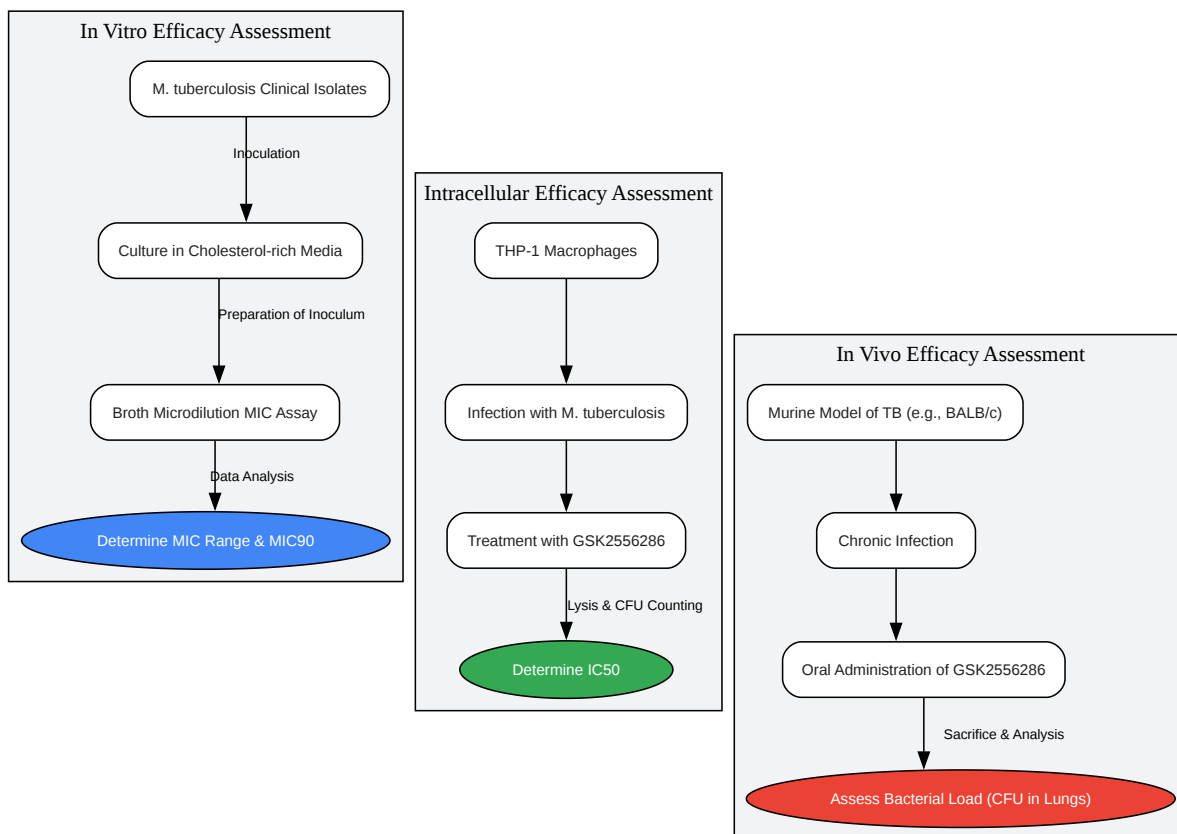 In Vitro Efficacy Assessment
M. tuberculosis Clinical Isolates
Inoculation
Culture in Cholesterol-rich Media
Preparation of Inoculum
Broth Microdilution MIC Assay
Data Analysis
Determine MIC Range & MIC90
Intracellular Efficacy Assessment
THP-1 Macrophages
Infection with M. tuberculosis
Treatment with GSK2556286
Lysis & CFU Counting
Determine IC50
In Vivo Efficacy Assessment
Murine Model of TB (e.g., BALB/c)
Chronic Infection
Oral Administration of GSK2556286
Sacrifice & Analysis
Assess Bacterial Load (CFU in Lungs)